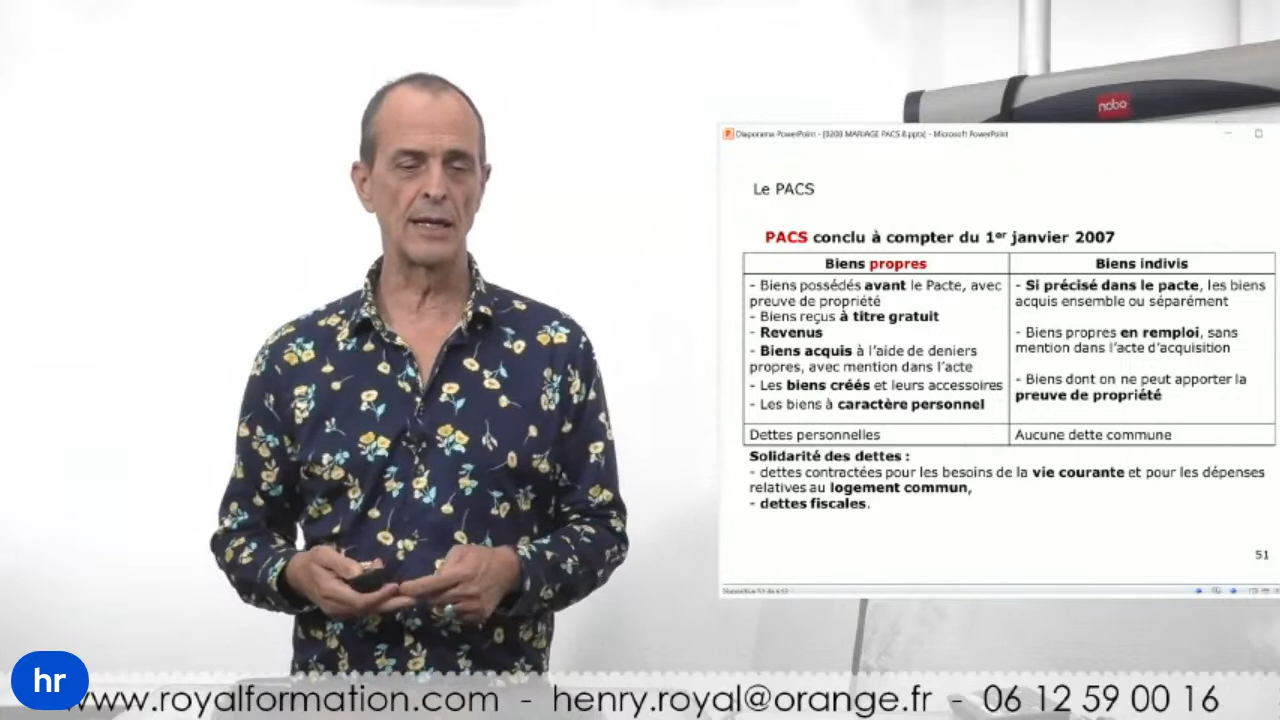 nobo
Diaporama PowerPoint - [0208 MARIAGE PACS 8.pptx] - Microsoft PowerPoint
Le PACS
PACS conclu à compter du 1er janvier 2007
Biens propres
- Biens possédés avant le Pacte, avec
preuve de propriété
- Biens reçus à titre gratuit
- Revenus
- Biens acquis à l'aide de deniers
propres, avec mention dans l'acte
- Les biens créés et leurs accessoires
- Les biens à caractère personnel
Biens indivis
- Si précisé dans le pacte, les biens
acquis ensemble ou séparément
- Biens propres en remploi, sans
mention dans l'acte d'acquisition
- Biens dont on ne peut apporter la
preuve de propriété
Dettes personnelles
Aucune dette commune
Solidarité des dettes :
- dettes contractées pour les besoins de la vie courante et pour les dépenses
relatives au logement commun,
- dettes fiscales.
51
hr
www.royalformation.com - henry.royal@orange.fr - 06 12 59 00 16